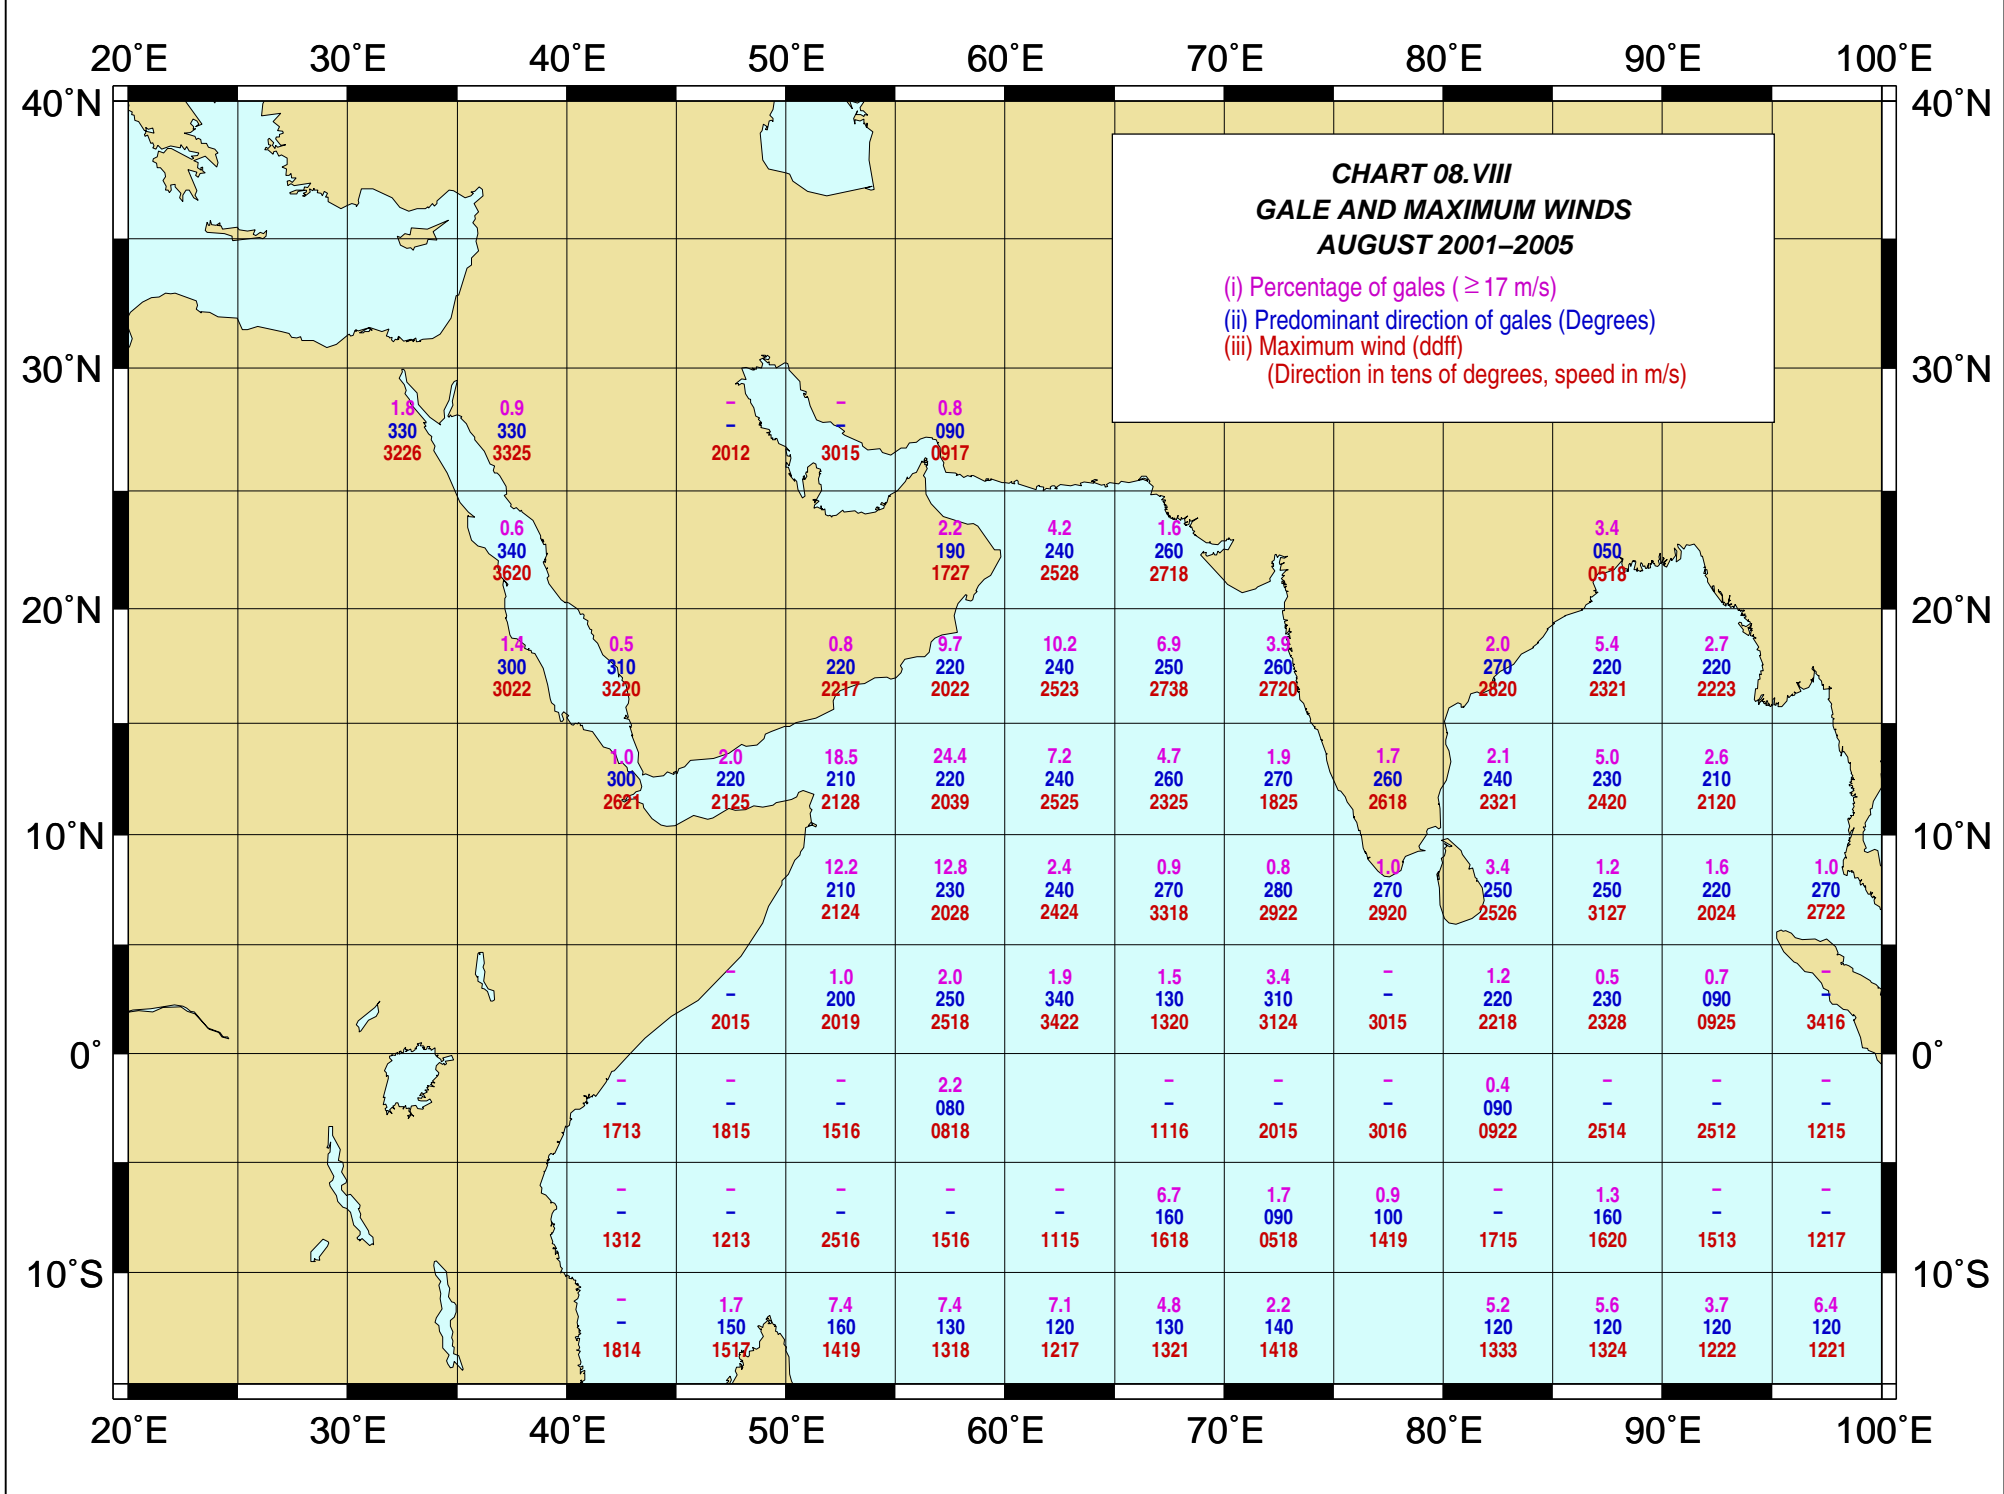 20°E 30°E 40°E 50°E 60°E 70°E 80°E 90°E 100°E
40°N 40°N
CHART 08.VIII
GALE AND MAXIMUM WINDS
AUGUST 2001–2005
(i) Percentage of gales ( ≥ 17 m/s)
(ii) Predominant direction of gales (Degrees)
(iii) Maximum wind (ddff)
(Direction in tens of degrees, speed in m/s)
30°N 30°N
1.8 0.9 – – 0.8
330 330 – – 090
3226 3325 2012 3015 0917
0.6 2.2 4.2 1.6 3.4
340 190 240 260 050
3620 1727 2528 2718 0518
20°N 20°N
1.4 0.5 0.8 9.7 10.2 6.9 3.9 2.0 5.4 2.7
300 310 220 220 240 250 260 270 220 220
3022 3220 2217 2022 2523 2738 2720 2820 2321 2223
1.0 2.0 18.5 24.4 7.2 4.7 1.9 1.7 2.1 5.0 2.6
300 220 210 220 240 260 270 260 240 230 210
2621 2125 2128 2039 2525 2325 1825 2618 2321 2420 2120
10°N 10°N
12.2 12.8 2.4 0.9 0.8 1.0 3.4 1.2 1.6 1.0
210 230 240 270 280 270 250 250 220 270
2124 2028 2424 3318 2922 2920 2526 3127 2024 2722
– 1.0 2.0 1.9 1.5 3.4 – 1.2 0.5 0.7 –
– 200 250 340 130 310 – 220 230 090 –
2015 2019 2518 3422 1320 3124 3015 2218 2328 0925 3416
0° 0°
– – – 2.2 – – – 0.4 – – –
– – – 080 – – – 090 – – –
1713 1815 1516 0818 1116 2015 3016 0922 2514 2512 1215
– – – – – 6.7 1.7 0.9 – 1.3 – –
– – – – – 160 090 100 – 160 – –
1312 1213 2516 1516 1115 1618 0518 1419 1715 1620 1513 1217
10°S 10°S
– 1.7 7.4 7.4 7.1 4.8 2.2 5.2 5.6 3.7 6.4
– 150 160 130 120 130 140 120 120 120 120
1814 1517 1419 1318 1217 1321 1418 1333 1324 1222 1221
20°E 30°E 40°E 50°E 60°E 70°E 80°E 90°E 100°E